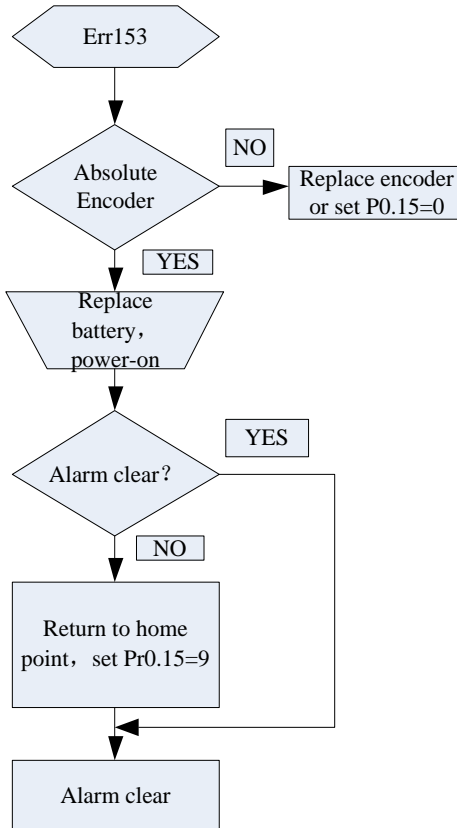 Err153
NO
Absolute
Encoder
Replace encoder
or set P0.15=0
YES
Replace
battery，
power-on
YES
Alarm clear？
NO
Return to home
point，set Pr0.15=9
Alarm clear